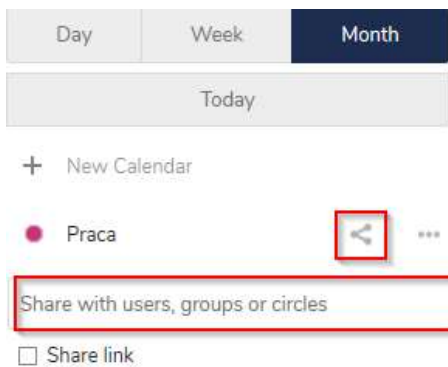 Day Week Month
Today
New Calendar
Praca
Share with users, groups or circles
Share link